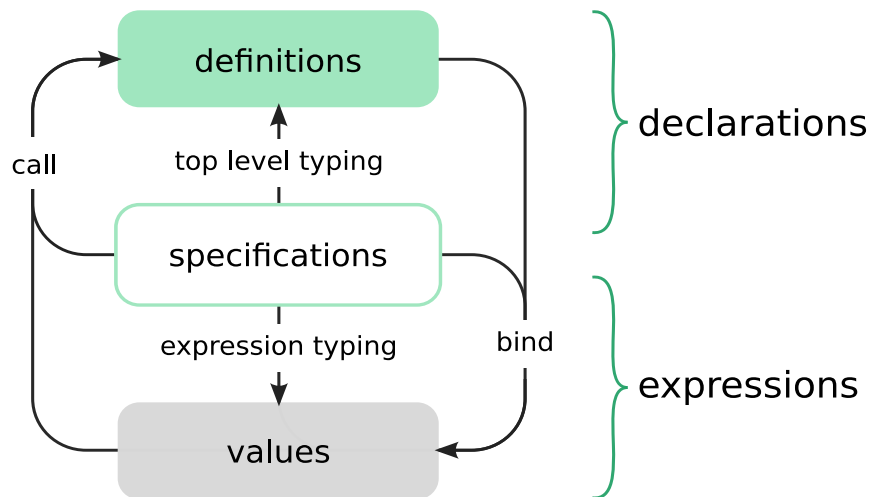 definitions
declarations
call
top level typing
specifications
expression typing
bind
expressions
values